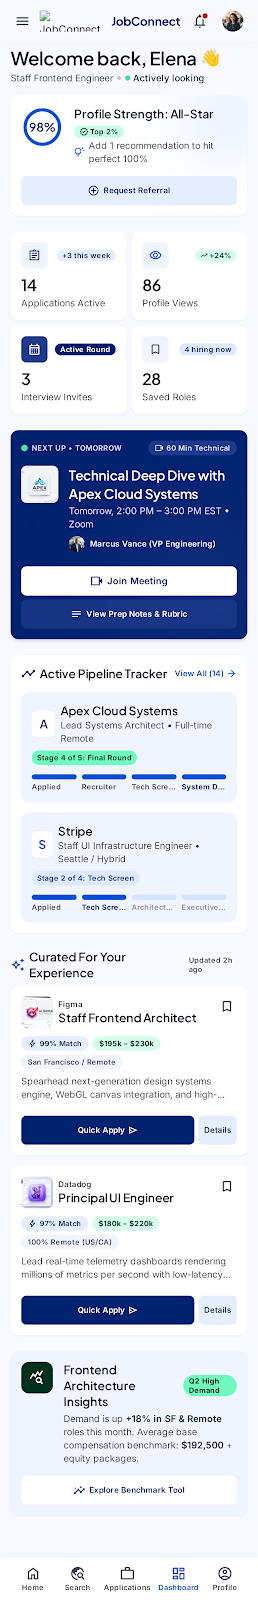 JobConnect
JobConnect
Welcome back, Elena 👋
Staff Frontend Engineer • Actively looking
98%
Profile Strength: All-Star
Top 2%
Add 1 recommendation to hit
perfect 100%
Request Referral
+3 this week
14
Applications Active
+24%
86
Profile Views
Active Round
3
Interview Invites
4 hiring now
28
Saved Roles
NEXT UP • TOMORROW
60 Min Technical
APEX
Technical Deep Dive with
Apex Cloud Systems
Tomorrow, 2:00 PM – 3:00 PM EST •
Zoom
Marcus Vance (VP Engineering)
Join Meeting
View Prep Notes & Rubric
Active Pipeline Tracker
View All (14)
A
Apex Cloud Systems
Lead Systems Architect • Full-time
Remote
Stage 4 of 5: Final Round
Applied
Recruiter
Tech Scre...
System D...
S
Stripe
Staff UI Infrastructure Engineer •
Seattle / Hybrid
Stage 2 of 4: Tech Screen
Applied
Tech Scre...
Architect...
Executive...
Curated For Your
Experience
Updated 2h
ago
Figma
Staff Frontend Architect
99% Match
$195k – $230k
San Francisco / Remote
Spearhead next-generation design systems
engine, WebGL canvas integration, and high-...
Quick Apply
Details
Datadog
Principal UI Engineer
97% Match
$180k – $220k
100% Remote (US/CA)
Lead real-time telemetry dashboards rendering
millions of metrics per second with low-latency...
Quick Apply
Details
Frontend
Architecture
Insights
Q2 High
Demand
Demand is up +18% in SF & Remote
roles this month. Average base
compensation benchmark: $192,500 +
equity packages.
Explore Benchmark Tool
Home
Search
Applications
Dashboard
Profile